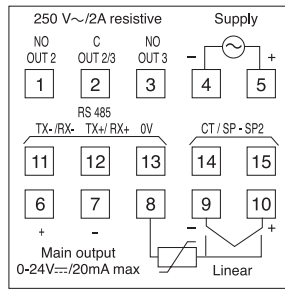 250 V~/2A resistive Supply
NO C NO
OUT 2 OUT 2/3 OUT 3 − +
1 2 3 4 5
RS 485
TX- /RX- TX+/ RX+ 0V CT / SP - SP2
11 12 13 14 15
6 7 8 9 10
+ − − +
Main output
0-24V⎓/20mA max Linear